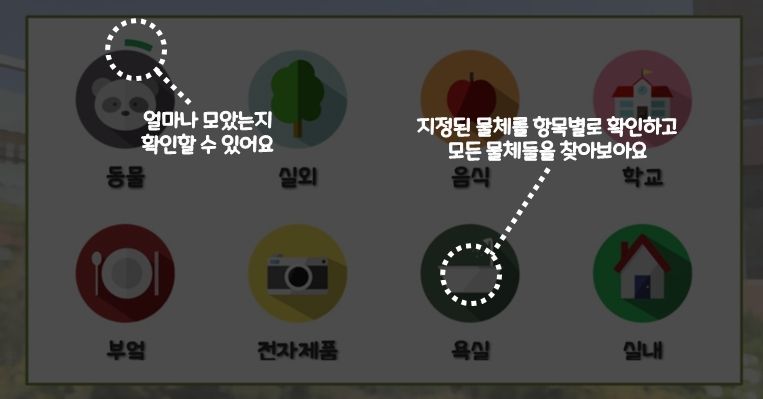 얼마나 모았는지
확인할 수 있어요
지정된 물체를 항목별로 확인하고
모든 물체들을 찾아보아요
동물
실외
음식
학교
부엌
전자제품
욕실
실내